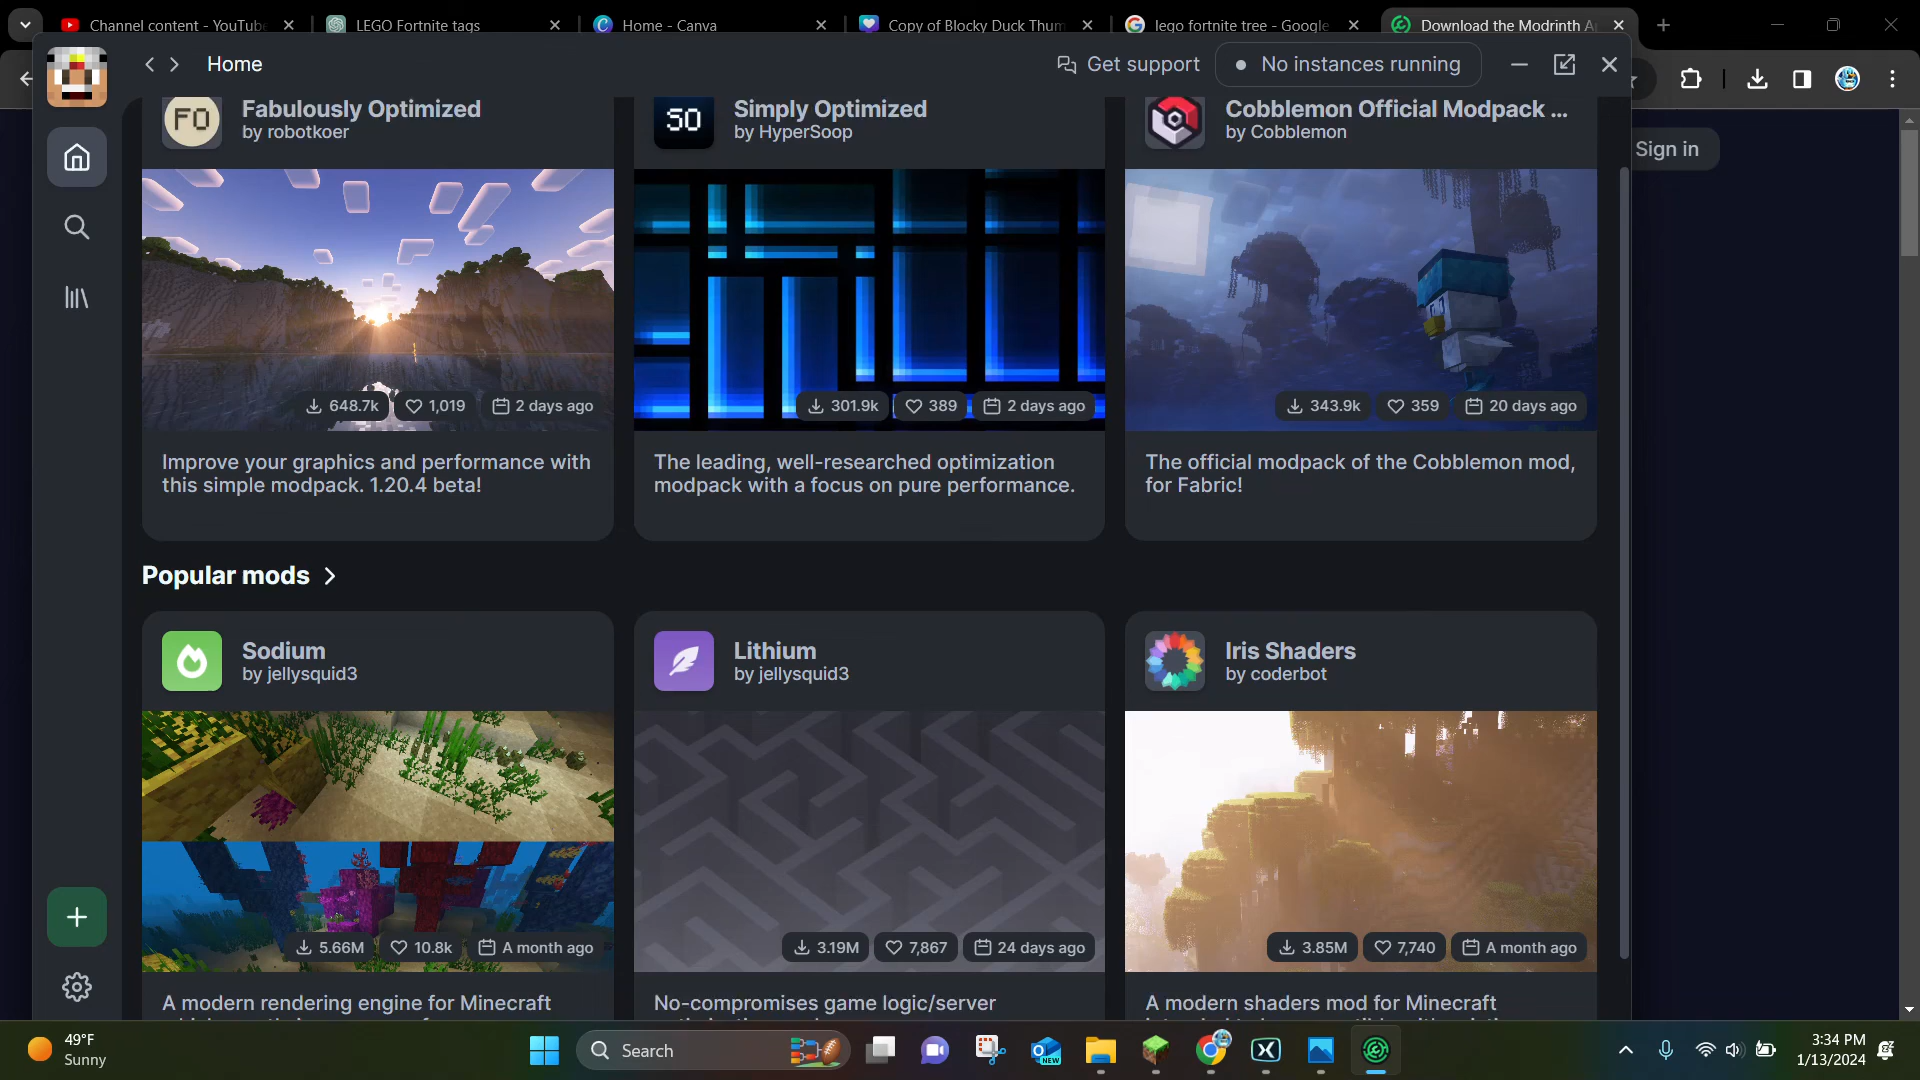 Channel content - YouTube
LEGO Fortnite tags
Home - Canva
Copy of Blocky Duck Thum
lego fortnite tree - Google
Download the Modrinth A
Home
Get support
No instances running
Sign in
FO
Fabulously Optimized
by robotkoer
SO
Simply Optimized
by HyperSoop
Cobblemon Official Modpack ...
by Cobblemon
648.7k
1,019
2 days ago
301.9k
389
2 days ago
343.9k
359
20 days ago
Improve your graphics and performance with
this simple modpack. 1.20.4 beta!
The leading, well-researched optimization
modpack with a focus on pure performance.
The official modpack of the Cobblemon mod,
for Fabric!
Popular mods
Sodium
by jellysquid3
Lithium
by jellysquid3
Iris Shaders
by coderbot
5.66M
10.8k
A month ago
3.19M
7,867
24 days ago
3.85M
7,740
A month ago
A modern rendering engine for Minecraft
No-compromises game logic/server
A modern shaders mod for Minecraft
49°F
Sunny
Search
NEW
3:34 PM
1/13/2024